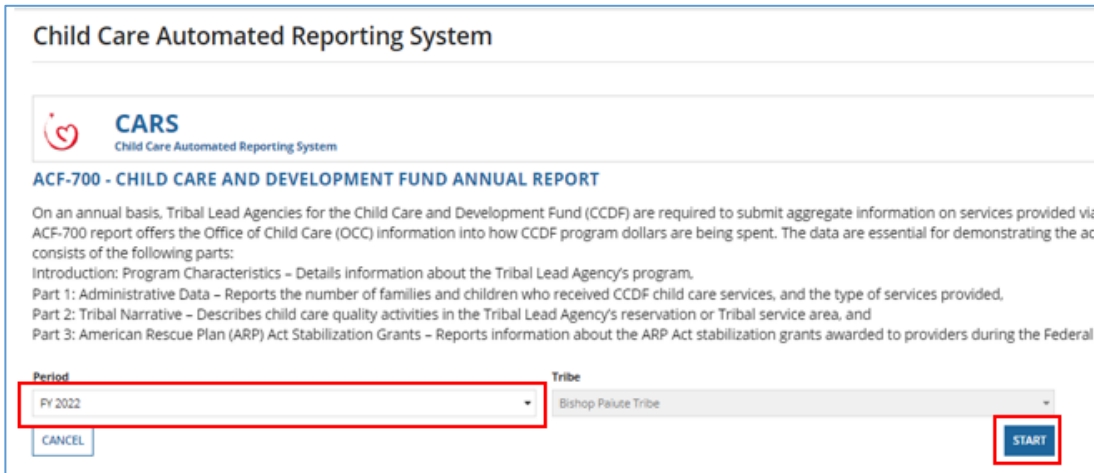 Child Care Automated Reporting System
CARS
Child Care Automated Reporting System
ACF-700 - CHILD CARE AND DEVELOPMENT FUND ANNUAL REPORT
On an annual basis, Tribal Lead Agencies for the Child Care and Development Fund (CCDF) are required to submit aggregate information on services provided via
ACF-700 report offers the Office of Child Care (OCC) information into how CCDF program dollars are being spent. The data are essential for demonstrating the
consists of the following parts:
Introduction: Program Characteristics – Details information about the Tribal Lead Agency's program,
Part 1: Administrative Data – Reports the number of families and children who received CCDF child care services, and the type of services provided,
Part 2: Tribal Narrative – Describes child care quality activities in the Tribal Lead Agency's reservation or Tribal service area, and
Part 3: American Rescue Plan (ARP) Act Stabilization Grants – Reports information about the ARP Act stabilization grants awarded to providers during the Federal
Period Tribe
FY 2022 Bishop Paiute Tribe
CANCEL START